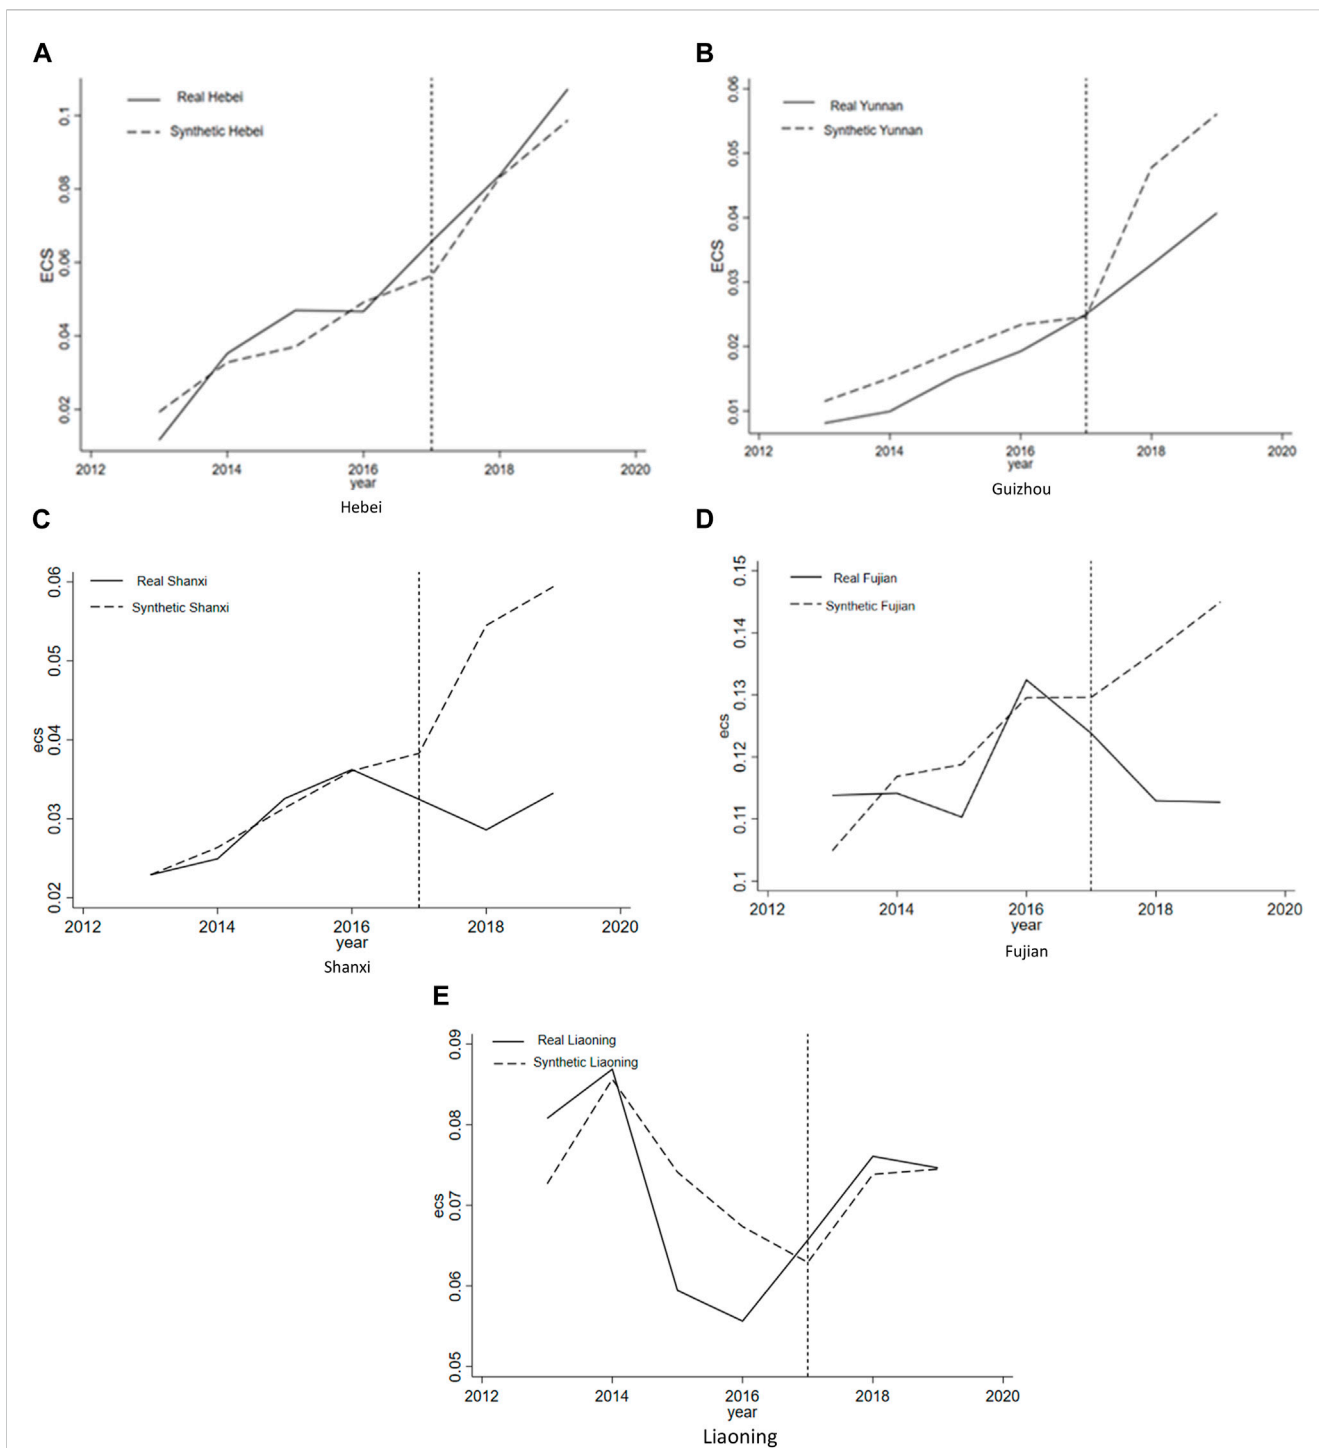 A
Real Hebei
Synthetic Hebei
ECS
0.1
0.08
0.06
0.04
0.02
2012 2014 2016 2018 2020
year
Hebei
B
Real Yunnan
Synthetic Yunnan
ECS
0.06
0.05
0.04
0.03
0.02
0.01
2012 2014 2016 2018 2020
year
Guizhou
C
Real Shanxi
Synthetic Shanxi
ecs
0.06
0.05
0.04
0.03
0.02
2012 2014 2016 2018 2020
year
Shanxi
D
Real Fujian
Synthetic Fujian
ecs
0.15
0.14
0.13
0.12
0.11
0.1
2012 2014 2016 2018 2020
year
Fujian
E
Real Liaoning
Synthetic Liaoning
ecs
0.09
0.08
0.07
0.06
0.05
2012 2014 2016 2018 2020
year
Liaoning